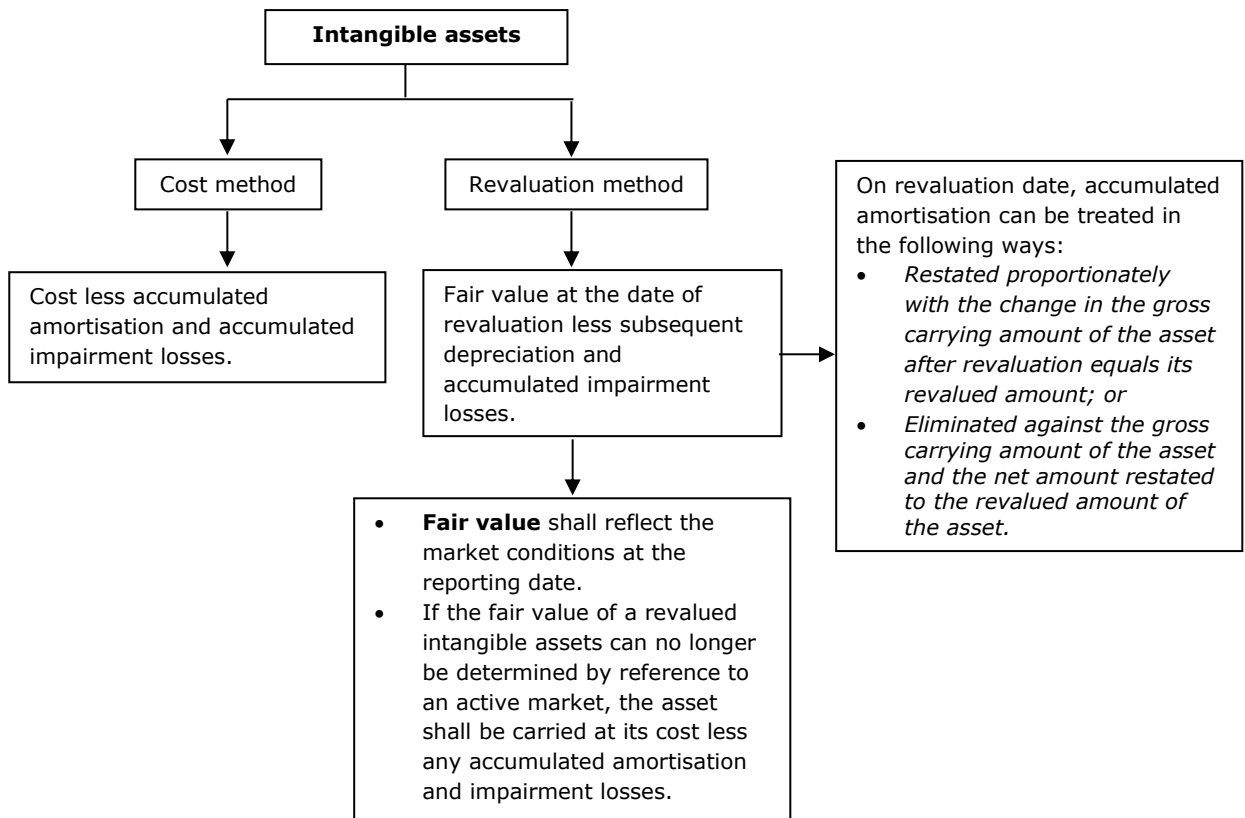 Intangible assets
Cost method
Revaluation method
Cost less accumulated
amortisation and accumulated
impairment losses.
Fair value at the date of
revaluation less subsequent
depreciation and
accumulated impairment
losses.
On revaluation date, accumulated
amortisation can be treated in
the following ways:
• Restated proportionately
with the change in the gross
carrying amount of the asset
after revaluation equals its
revalued amount; or
• Eliminated against the gross
carrying amount of the asset
and the net amount restated
to the revalued amount of
the asset.
• Fair value shall reflect the
market conditions at the
reporting date.
• If the fair value of a revalued
intangible assets can no longer
be determined by reference to
an active market, the asset
shall be carried at its cost less
any accumulated amortisation
and impairment losses.